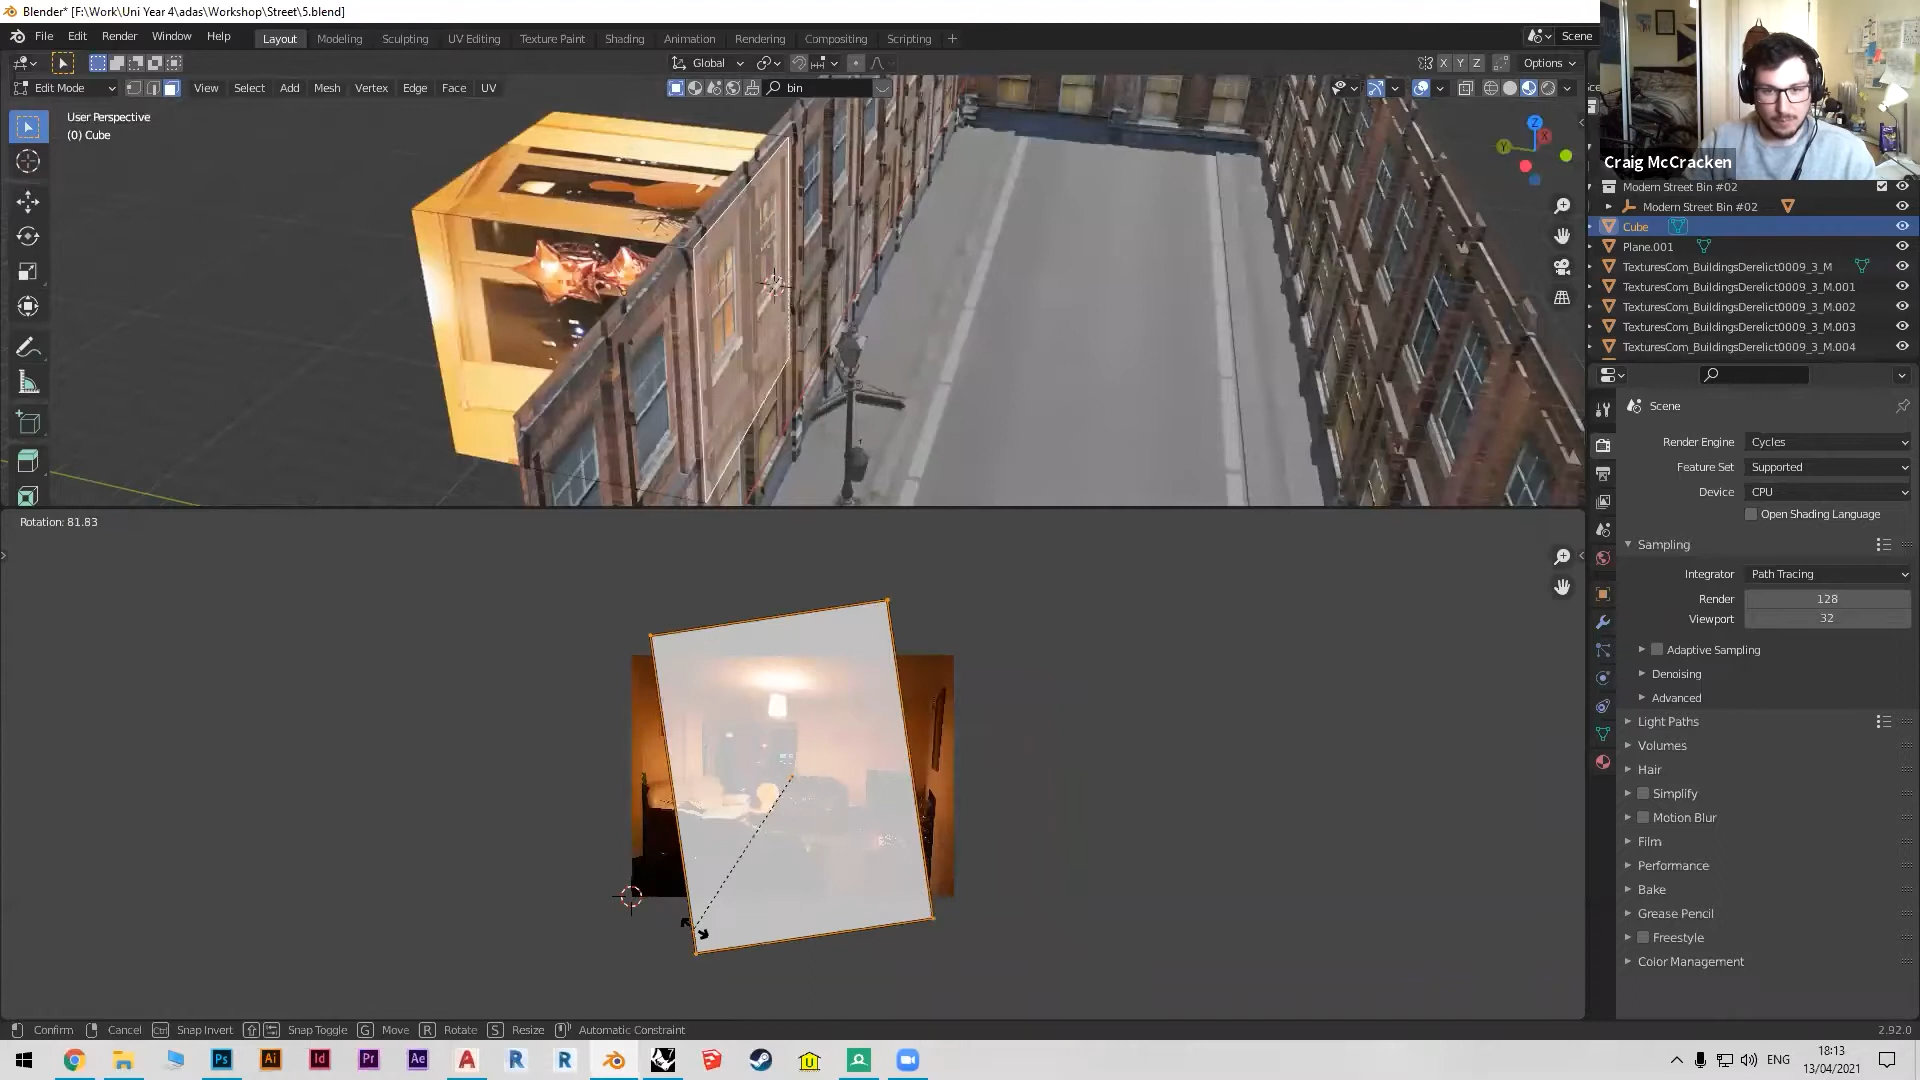 Blender* [F:\Work\Uni Year 4\adas\Workshop\Street\5.blend]
File Edit Render Window Help Layout Modeling Sculpting UV Editing Texture Paint Shading Animation Rendering Compositing Scripting Scene
Global X Y Z Options
Edit Mode View Select Add Mesh Vertex Edge Face UV bin
User Perspective
(0) Cube
Z
X
Y
Craig McCracken
Modern Street Bin #02
Modern Street Bin #02
Cube
Plane.001
TexturesCom_BuildingsDerelict0009_3_M
TexturesCom_BuildingsDerelict0009_3_M.001
TexturesCom_BuildingsDerelict0009_3_M.002
TexturesCom_BuildingsDerelict0009_3_M.003
TexturesCom_BuildingsDerelict0009_3_M.004
Scene
Render Engine Cycles
Feature Set Supported
Device CPU
Open Shading Language
Sampling
Integrator Path Tracing
Render 128
Viewport 32
Adaptive Sampling
Denoising
Advanced
Light Paths
Volumes
Hair
Simplify
Motion Blur
Film
Performance
Bake
Grease Pencil
Freestyle
Color Management
Rotation: 81.83
Confirm Cancel Ctrl Snap Invert Snap Toggle G Move R Rotate S Resize Automatic Constraint 2.92.0
Ps Ai Id Pr Ae A R R U ENG
18:13
13/04/2021